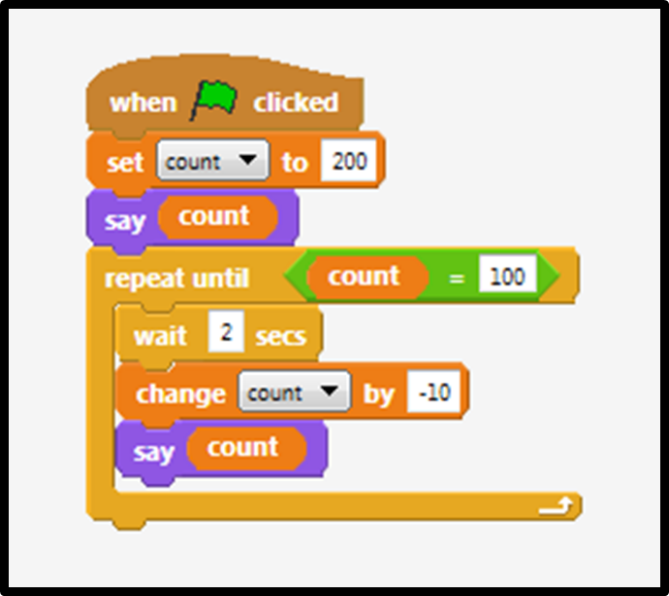 when clicked
set count to 200
say count
repeat until count = 100
wait 2 secs
change count by -10
say count